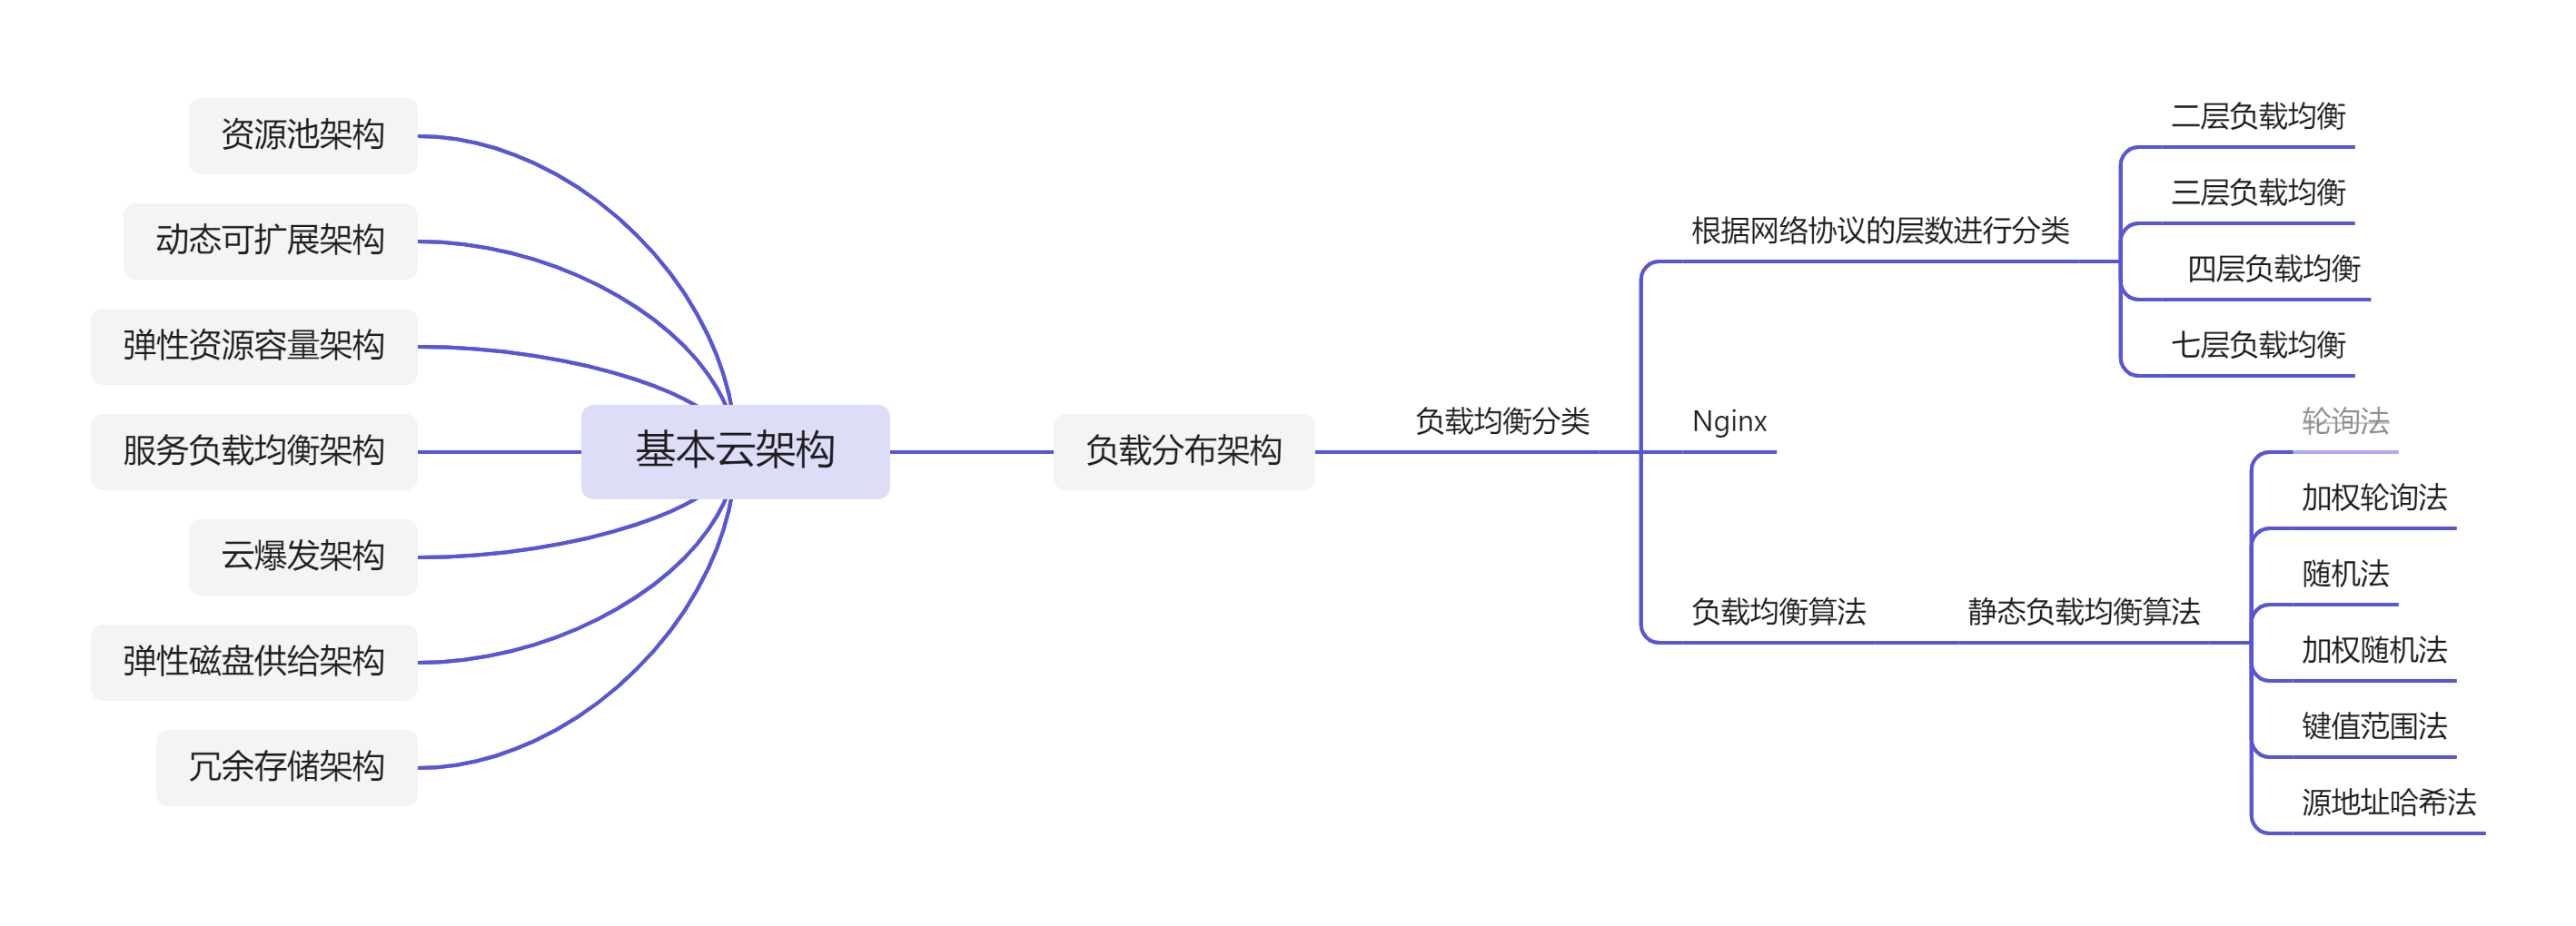 资源池架构
动态可扩展架构
弹性资源容量架构
服务负载均衡架构
云爆发架构
弹性磁盘供给架构
冗余存储架构
基本云架构
负载分布架构
负载均衡分类
根据网络协议的层数进行分类
二层负载均衡
三层负载均衡
四层负载均衡
七层负载均衡
Nginx
负载均衡算法
静态负载均衡算法
轮询法
加权轮询法
随机法
加权随机法
键值范围法
源地址哈希法